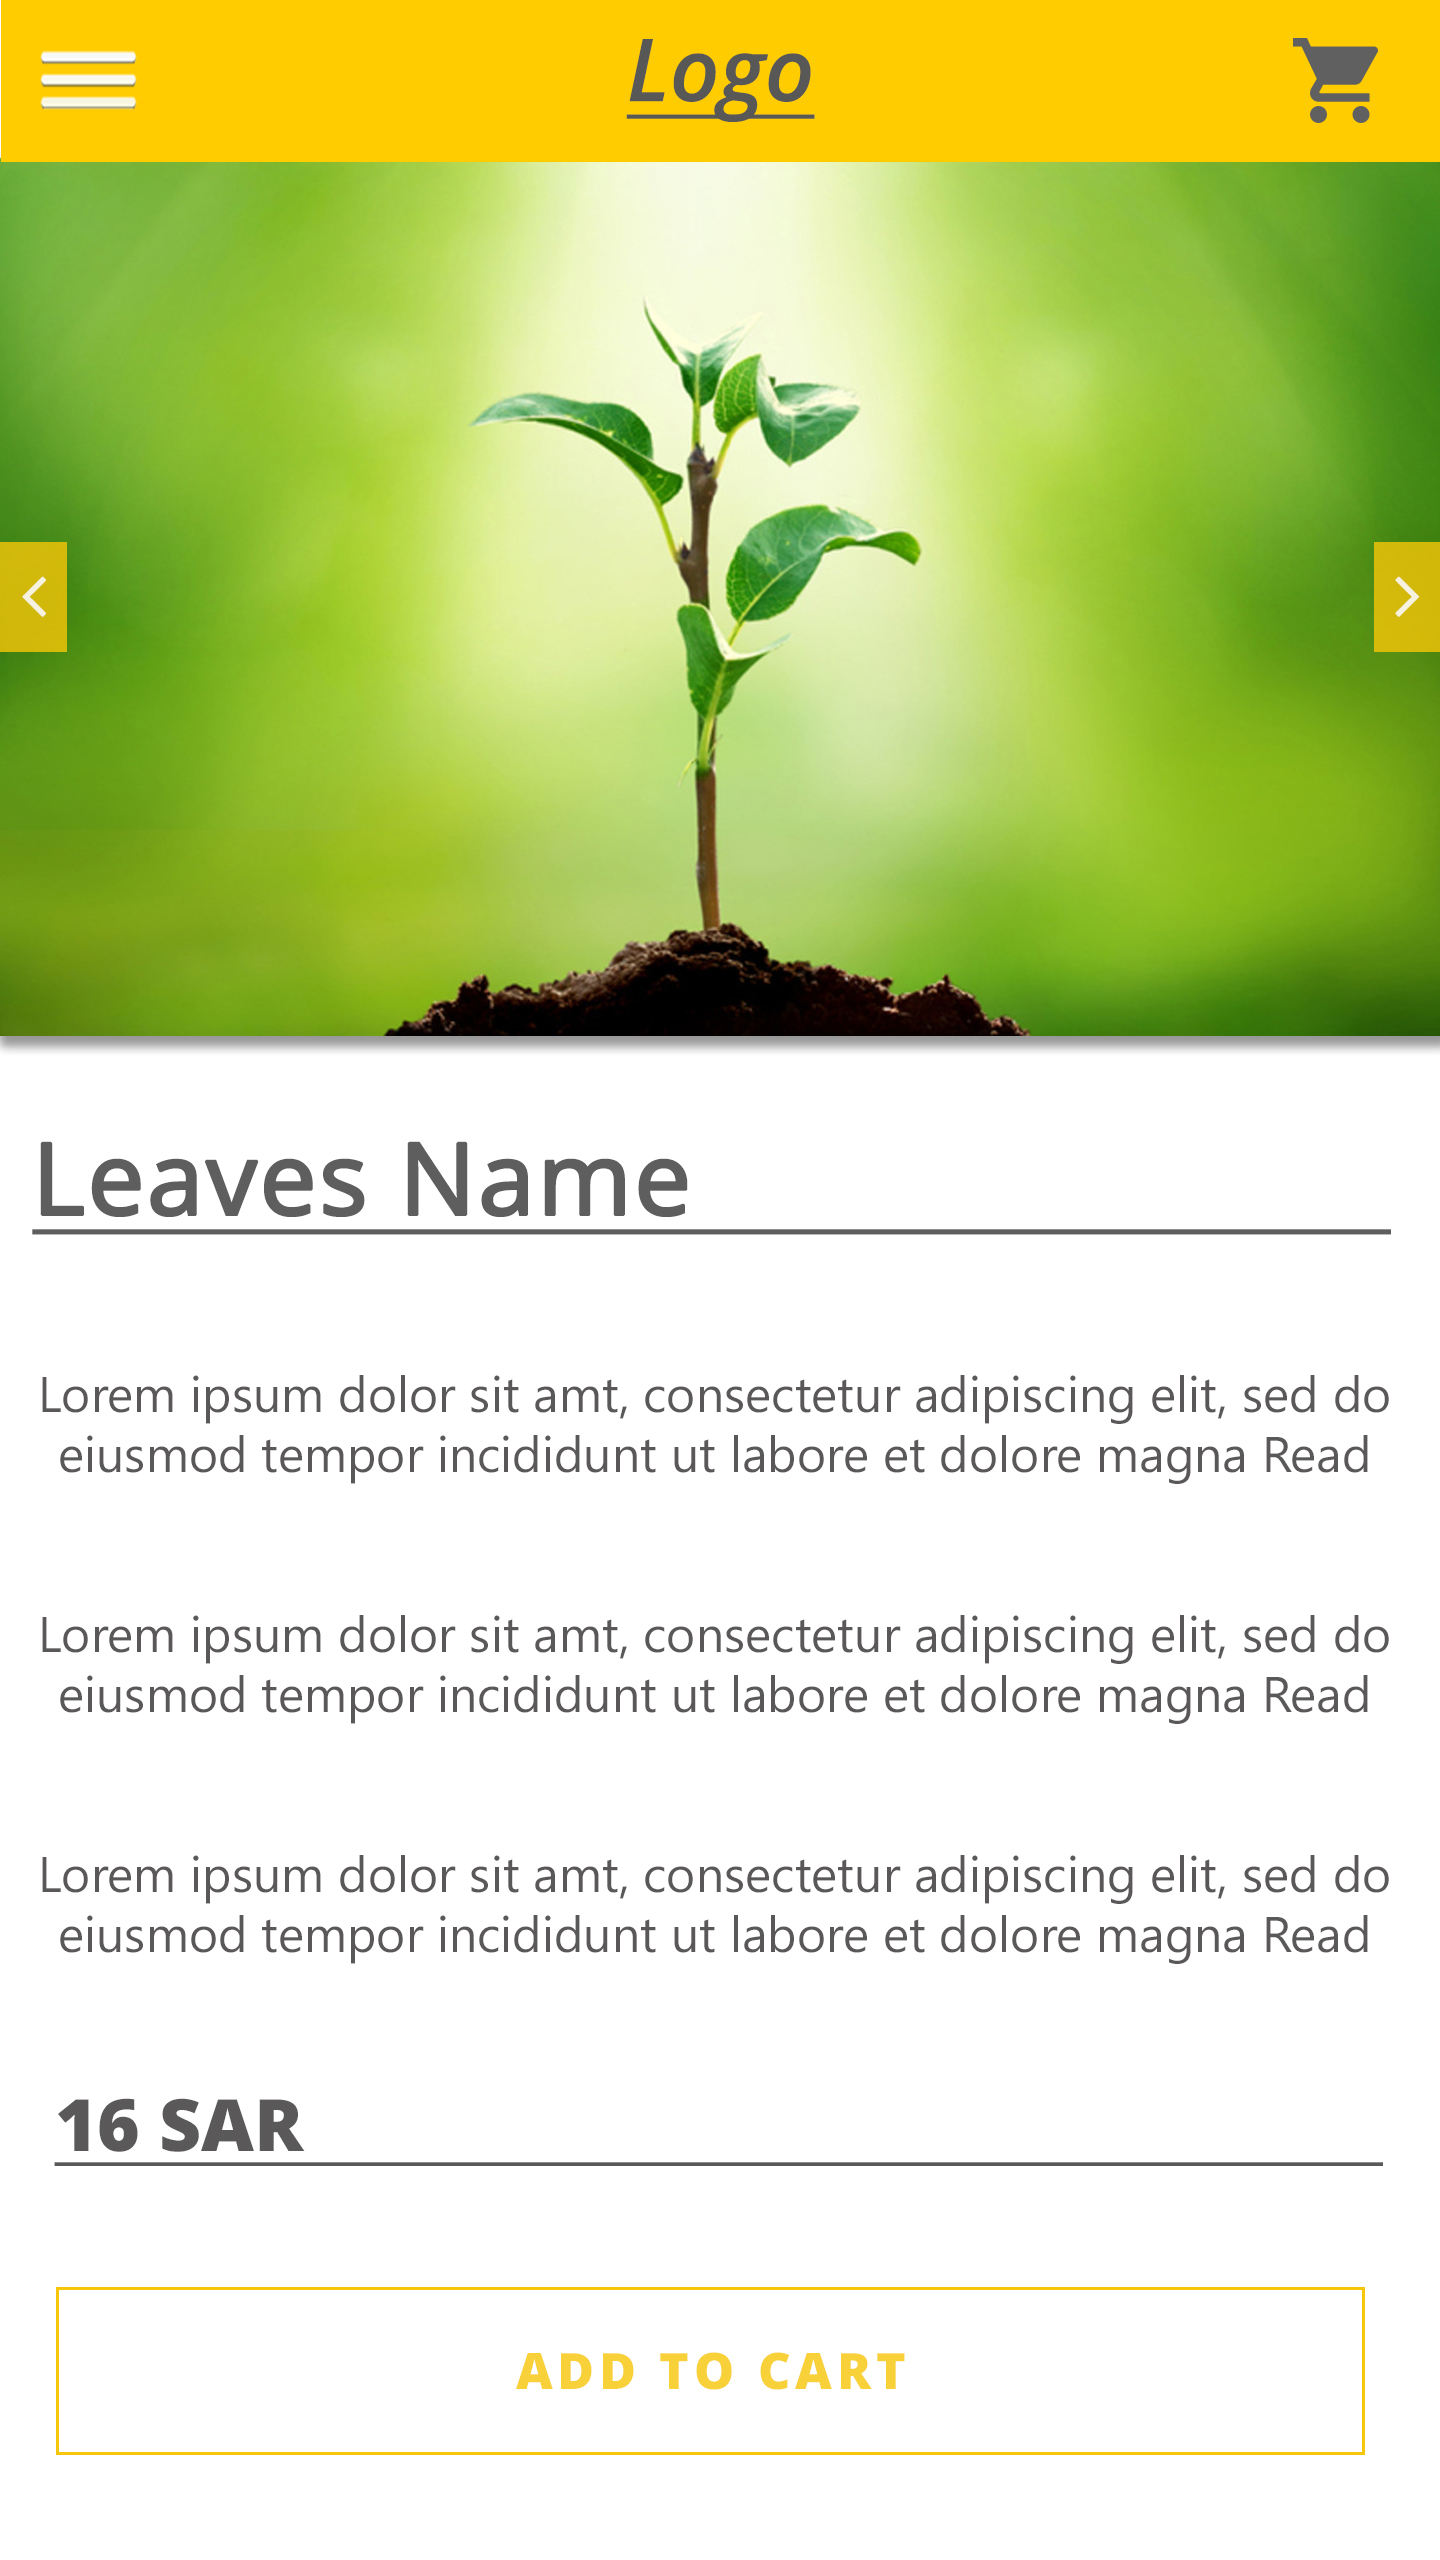 Logo
Leaves Name
Lorem ipsum dolor sit amt, consectetur adipiscing elit, sed do
eiusmod tempor incididunt ut labore et dolore magna Read
Lorem ipsum dolor sit amt, consectetur adipiscing elit, sed do
eiusmod tempor incididunt ut labore et dolore magna Read
Lorem ipsum dolor sit amt, consectetur adipiscing elit, sed do
eiusmod tempor incididunt ut labore et dolore magna Read
16 SAR
ADD TO CART